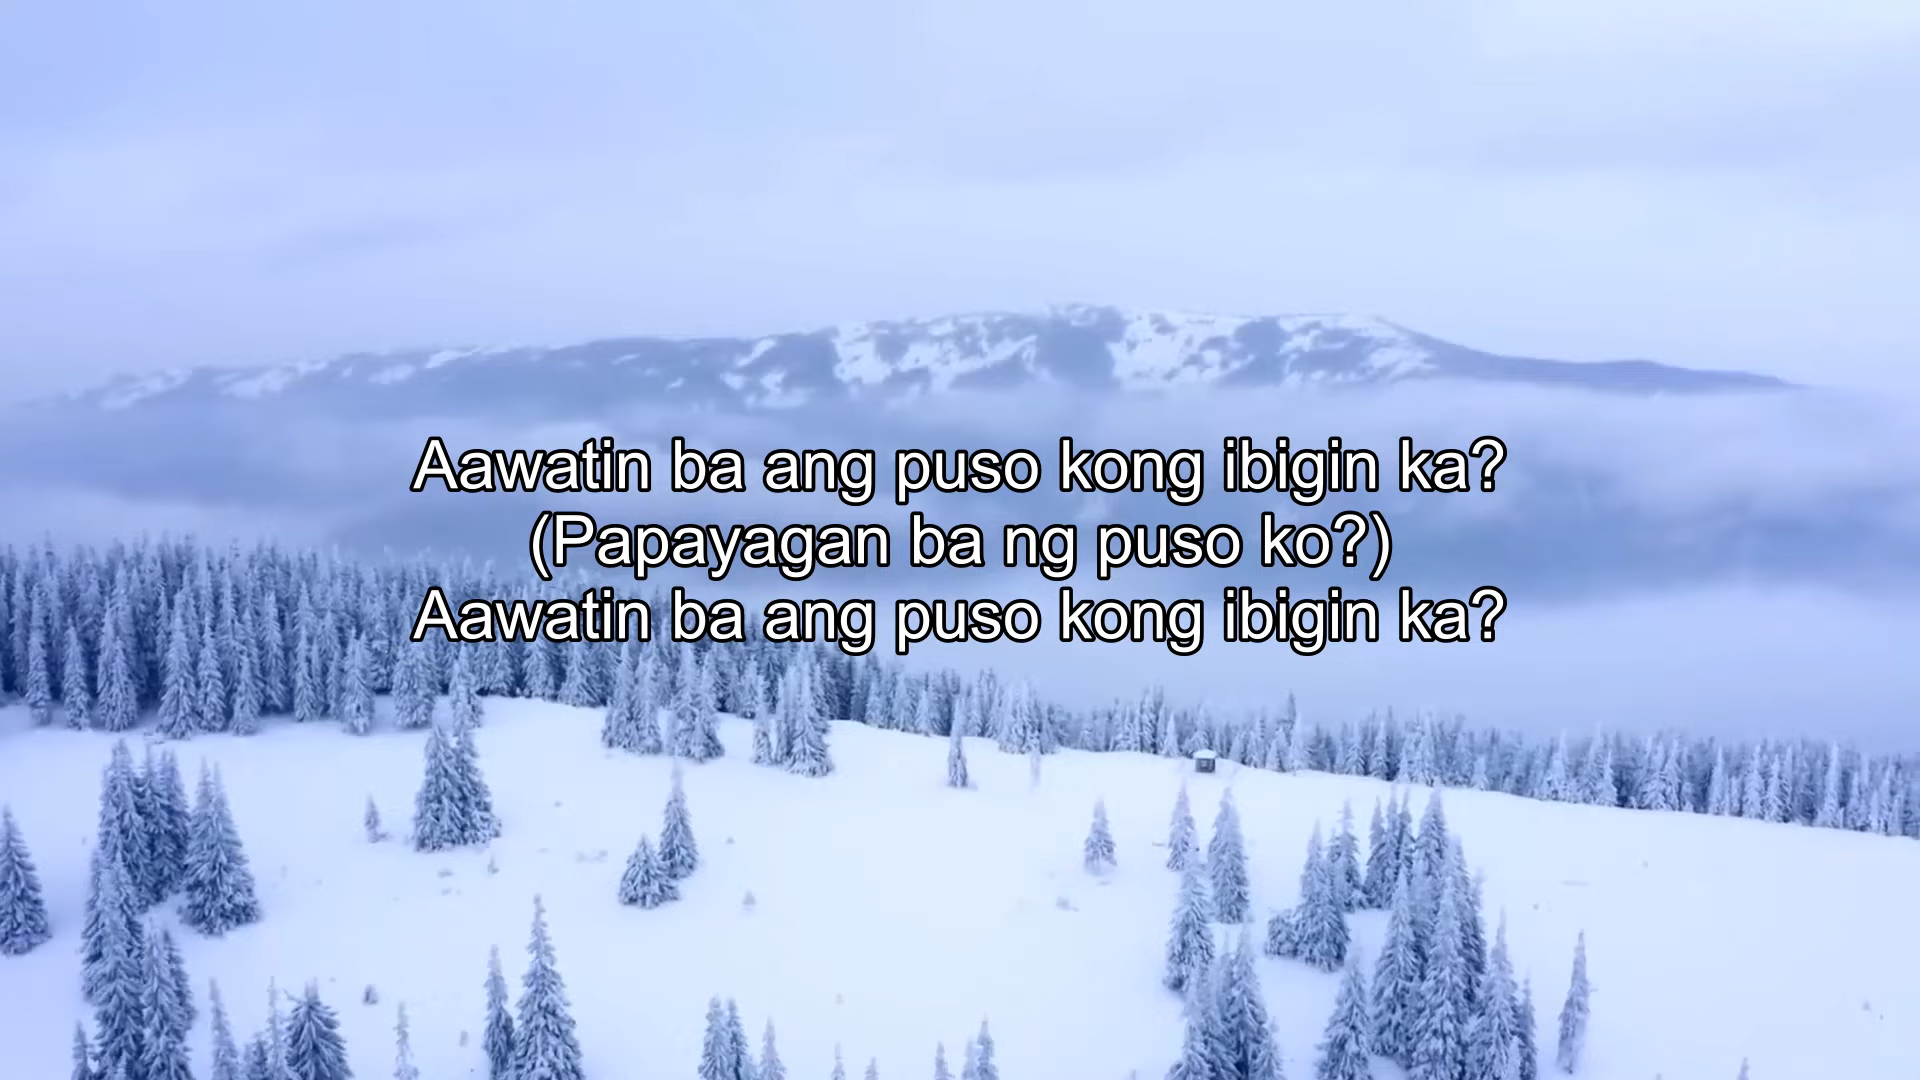 Aawatin ba ang puso kong ibigin ka?
(Papayagan ba ng puso ko?)
Aawatin ba ang puso kong ibigin ka?